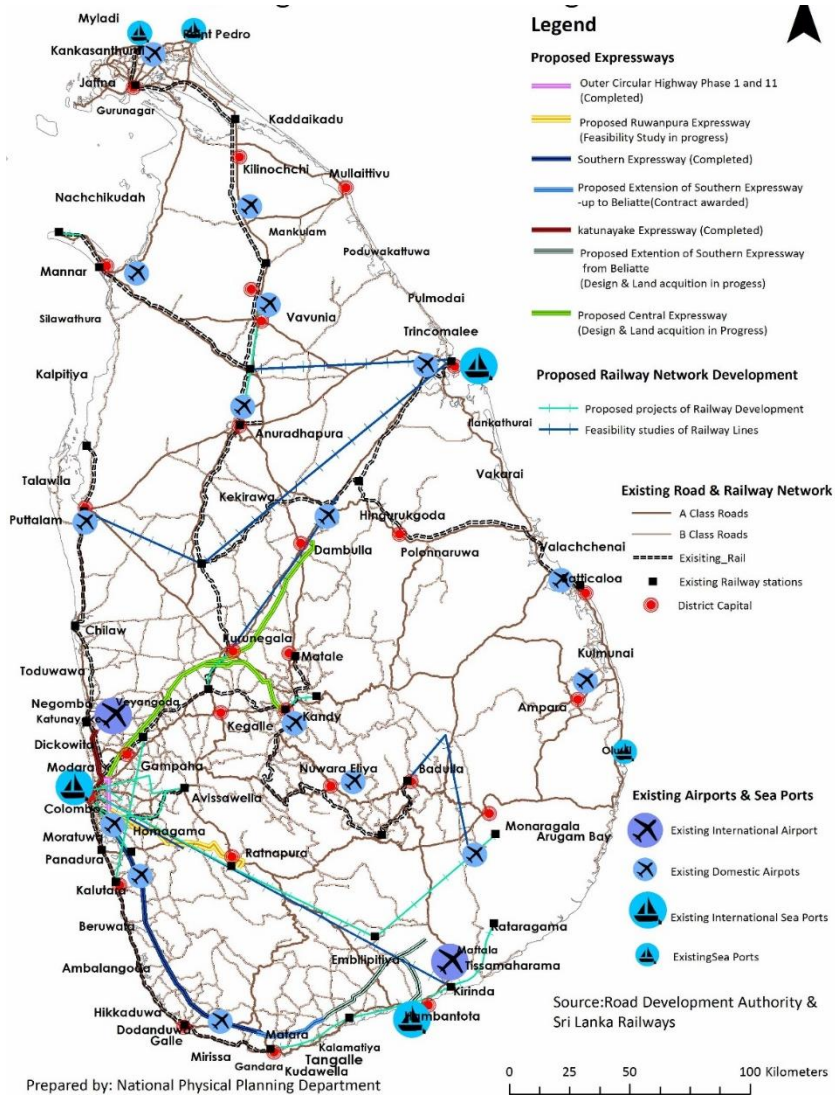 Legend
Proposed Expressways
Outer Circular Highway Phase 1 and 11
(Completed)
Proposed Ruwanpura Expressway
(Feasibility Study in progress)
Southern Expressway (Completed)
Proposed Extension of Southern Expressway
-up to Beliatte(Contract awarded)
katunayake Expressway (Completed)
Proposed Extention of Southern Expressway
from Beliatte
(Design & Land acqution in progess)
Proposed Central Expressway
(Design & Land acqution in Progress)
Proposed Railway Network Development
Proposed projects of Railway Development
Feasibility studies of Railway Lines
Existing Road & Railway Network
A Class Roads
B Class Roads
Exisiting_Rail
Existing Railway stations
District Capital
Existing Airports & Sea Ports
Existing International Airport
Existing Domestic Airpots
Existing International Sea Ports
ExistingSea Ports
Source:Road Development Authority &
Sri Lanka Railways
0 25 50 100 Kilometers
Prepared by: National Physical Planning Department
Myladi
Point Pedro
Kankasanthurai
Jaffna
Gurunagar
Kaddaikadu
Kilinochchi
Mullaittivu
Nachchikudah
Mankulam
Poduwakattuwa
Mannar
Pulmodai
Silawathura
Vavunia
Trincomalee
Kalpitiya
Ilankathurai
Anuradhapura
Vakarai
Talawila
Kekirawa
Hingurukgoda
Puttalam
Dambulla
Polonnaruwa
Valachchenai
Batticaloa
Chilaw
Kurunegala
Matale
Kulmunai
Toduwawa
Negombo
Veyangoda
Katunayake
Kegalle
Kandy
Ampara
Dickowita
Modara
Gampaha
Nuwara Eliya
Badulla
Oluvil
Colombo
Avissawella
Moratuwa
Homagama
Monaragala
Arugam Bay
Panadura
Ratnapura
Kalutara
Beruwata
Kataragama
Ambalangoda
Embilipitiya
Mattala
Tissamaharama
Kirinda
Hikkaduwa
Dodanduwa
Hambantota
Galle
Matara
Kalamatiya
Mirissa
Gandara
Tangalle
Kudawella